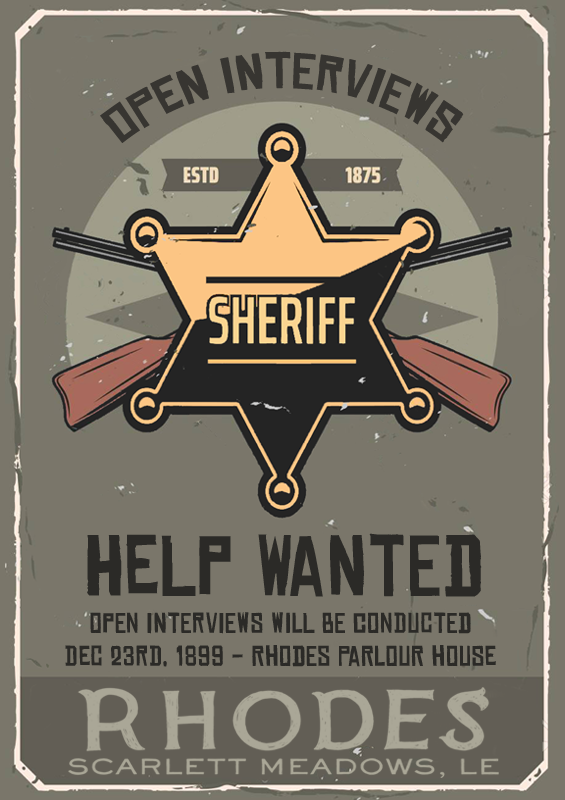 OPEN INTERVIEWS
ESTD 1875
SHERIFF
HELP WANTED
OPEN INTERVIEWS WILL BE CONDUCTED
DEC 23RD, 1899 - RHODES PARLOUR HOUSE
RHODES
SCARLETT MEADOWS, LE